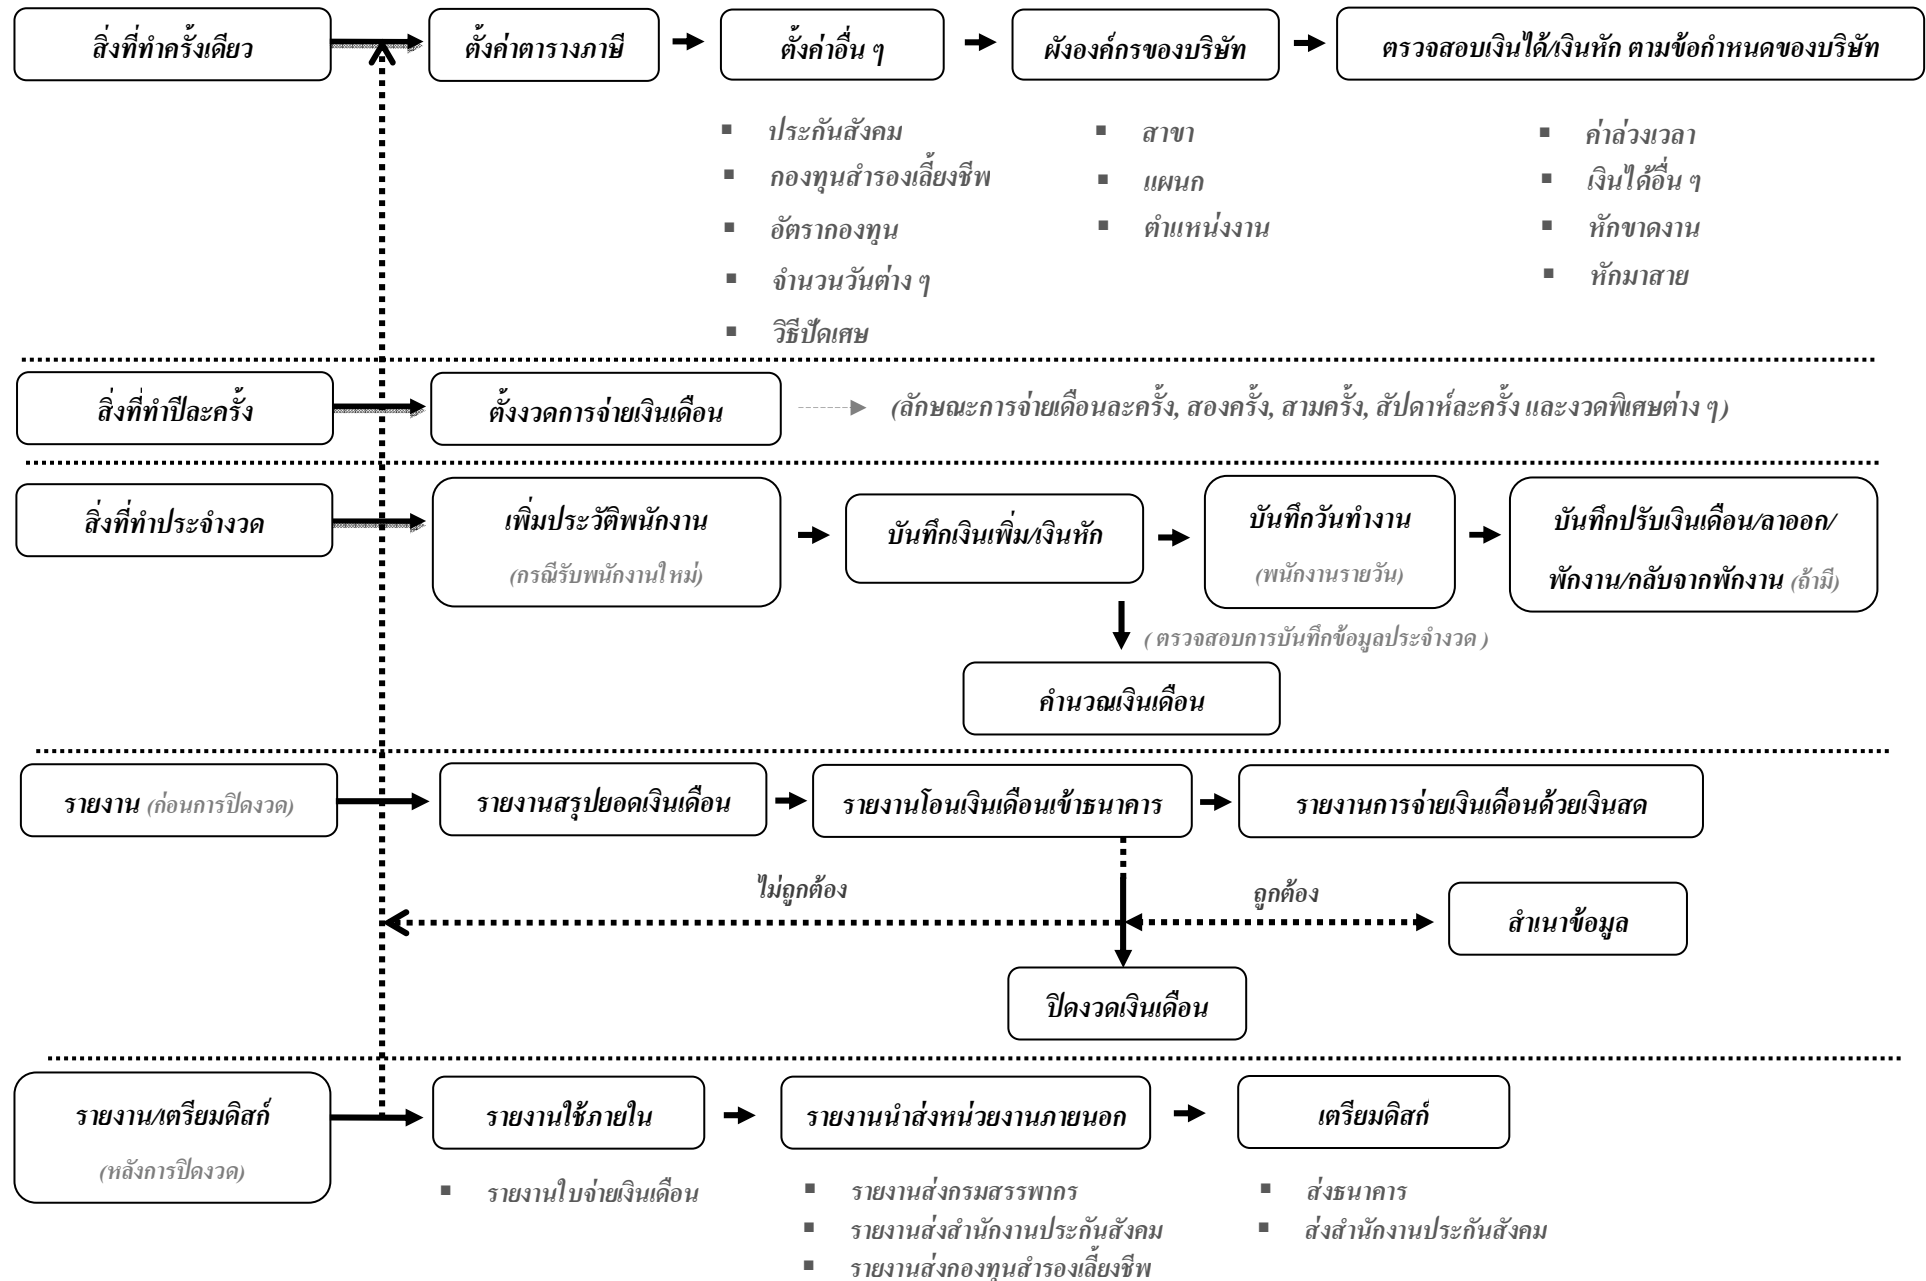 สิ่งที่ทำครั้งเดียว
ตั้งค่าตารางภาษี
ตั้งค่าอื่น ๆ
ผังองค์กรของบริษัท
ตรวจสอบเงินได้/เงินหัก ตามข้อกำหนดของบริษัท
ประกันสังคม
กองทุนสำรองเลี้ยงชีพ
อัตรากองทุน
จำนวนวันต่าง ๆ
วิธีปัดเศษ
สาขา
แผนก
ตำแหน่งงาน
ค่าล่วงเวลา
เงินได้อื่น ๆ
หักขาดงาน
หักมาสาย
สิ่งที่ทำปีละครั้ง
ตั้งงวดการจ่ายเงินเดือน
(ลักษณะการจ่ายเดือนละครั้ง, สองครั้ง, สามครั้ง, สัปดาห์ละครั้ง และงวดพิเศษต่าง ๆ)
สิ่งที่ทำประจำงวด
เพิ่มประวัติพนักงาน
(กรณีรับพนักงานใหม่)
บันทึกเงินเพิ่ม/เงินหัก
บันทึกวันทำงาน
(พนักงานรายวัน)
บันทึกปรับเงินเดือน/ลาออก/
พักงาน/กลับจากพักงาน (ถ้ามี)
( ตรวจสอบการบันทึกข้อมูลประจำงวด )
คำนวณเงินเดือน
รายงาน (ก่อนการปิดงวด)
รายงานสรุปยอดเงินเดือน
รายงานโอนเงินเดือนเข้าธนาคาร
รายงานการจ่ายเงินเดือนด้วยเงินสด
ไม่ถูกต้อง
ถูกต้อง
สำเนาข้อมูล
ปิดงวดเงินเดือน
รายงาน/เตรียมดิสก์
(หลังการปิดงวด)
รายงานใช้ภายใน
รายงานนำส่งหน่วยงานภายนอก
เตรียมดิสก์
รายงานใบจ่ายเงินเดือน
รายงานส่งกรมสรรพากร
รายงานส่งสำนักงานประกันสังคม
รายงานส่งกองทุนสำรองเลี้ยงชีพ
ส่งธนาคาร
ส่งสำนักงานประกันสังคม